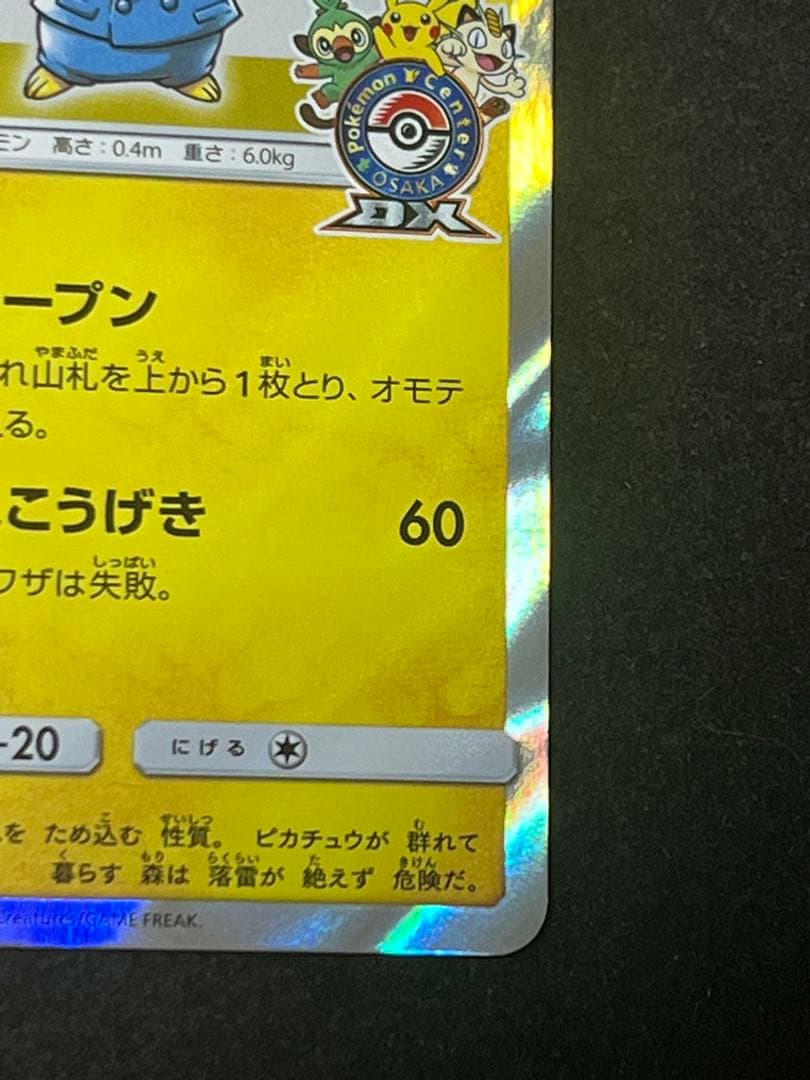 Pokémon Center
OSAKA
DX
モン 高さ:0.4m 重さ:6.0kg
ープン
やまふだ うえ まい
れ山札を上から1枚とり、オモテ
る。
こうげき 60
しっぱい
ワザは失敗。
-20 にげる
こ せいしつ む
を ため込む 性質。 ピカチュウが 群れて
く もり らくらい た きけん
暮らす 森は 落雷が 絶えず 危険だ。
Creatures/GAME FREAK.